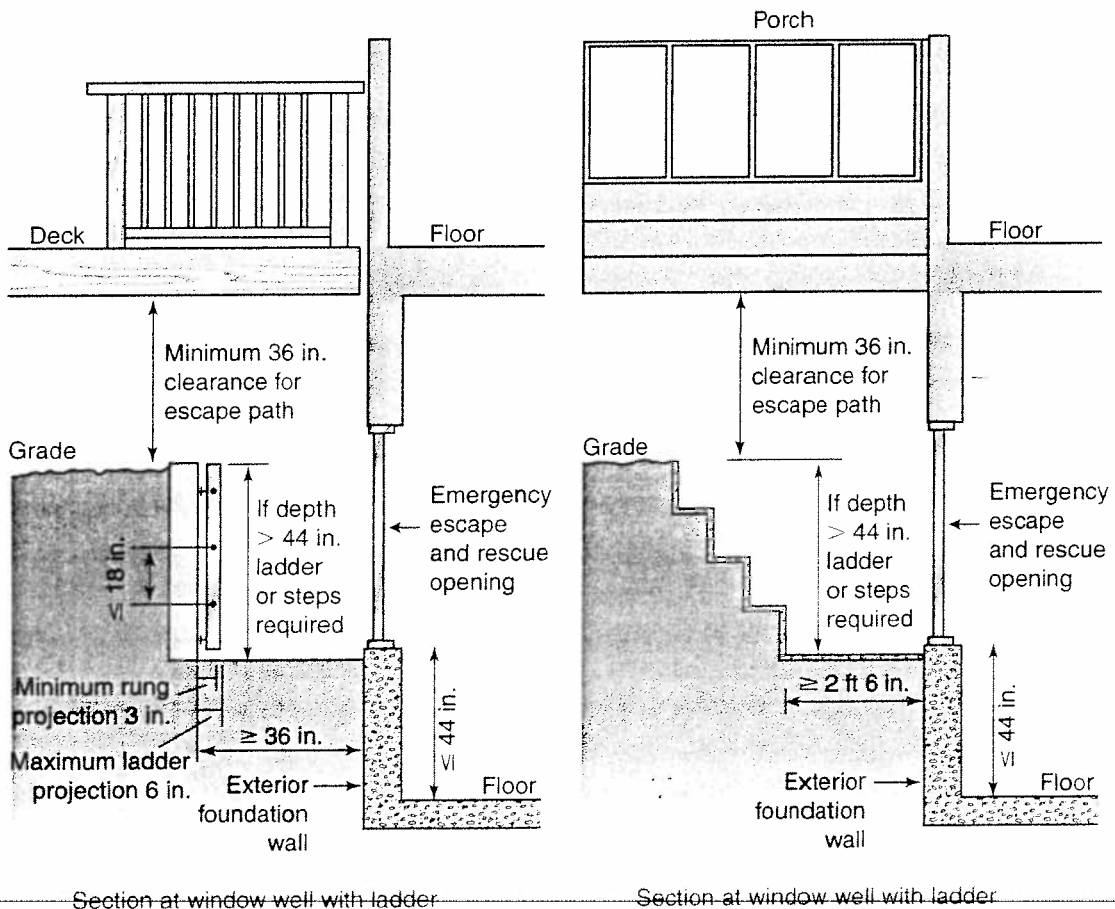 Deck
Floor
Minimum 36 in.
clearance for
escape path
Grade
If depth
> 44 in.
ladder
or steps
required
≤ 18 in.
Emergency
escape
and rescue
opening
Minimum rung
projection 3 in.
≥ 36 in.
Maximum ladder
projection 6 in.
≤ 44 in.
Exterior
foundation
wall
Floor
Section at window well with ladder
Porch
Floor
Minimum 36 in.
clearance for
escape path
Grade
If depth
> 44 in.
ladder
or steps
required
Emergency
escape
and rescue
opening
≥ 2 ft 6 in.
≤ 44 in.
Exterior
foundation
wall
Floor
Section at window well with ladder